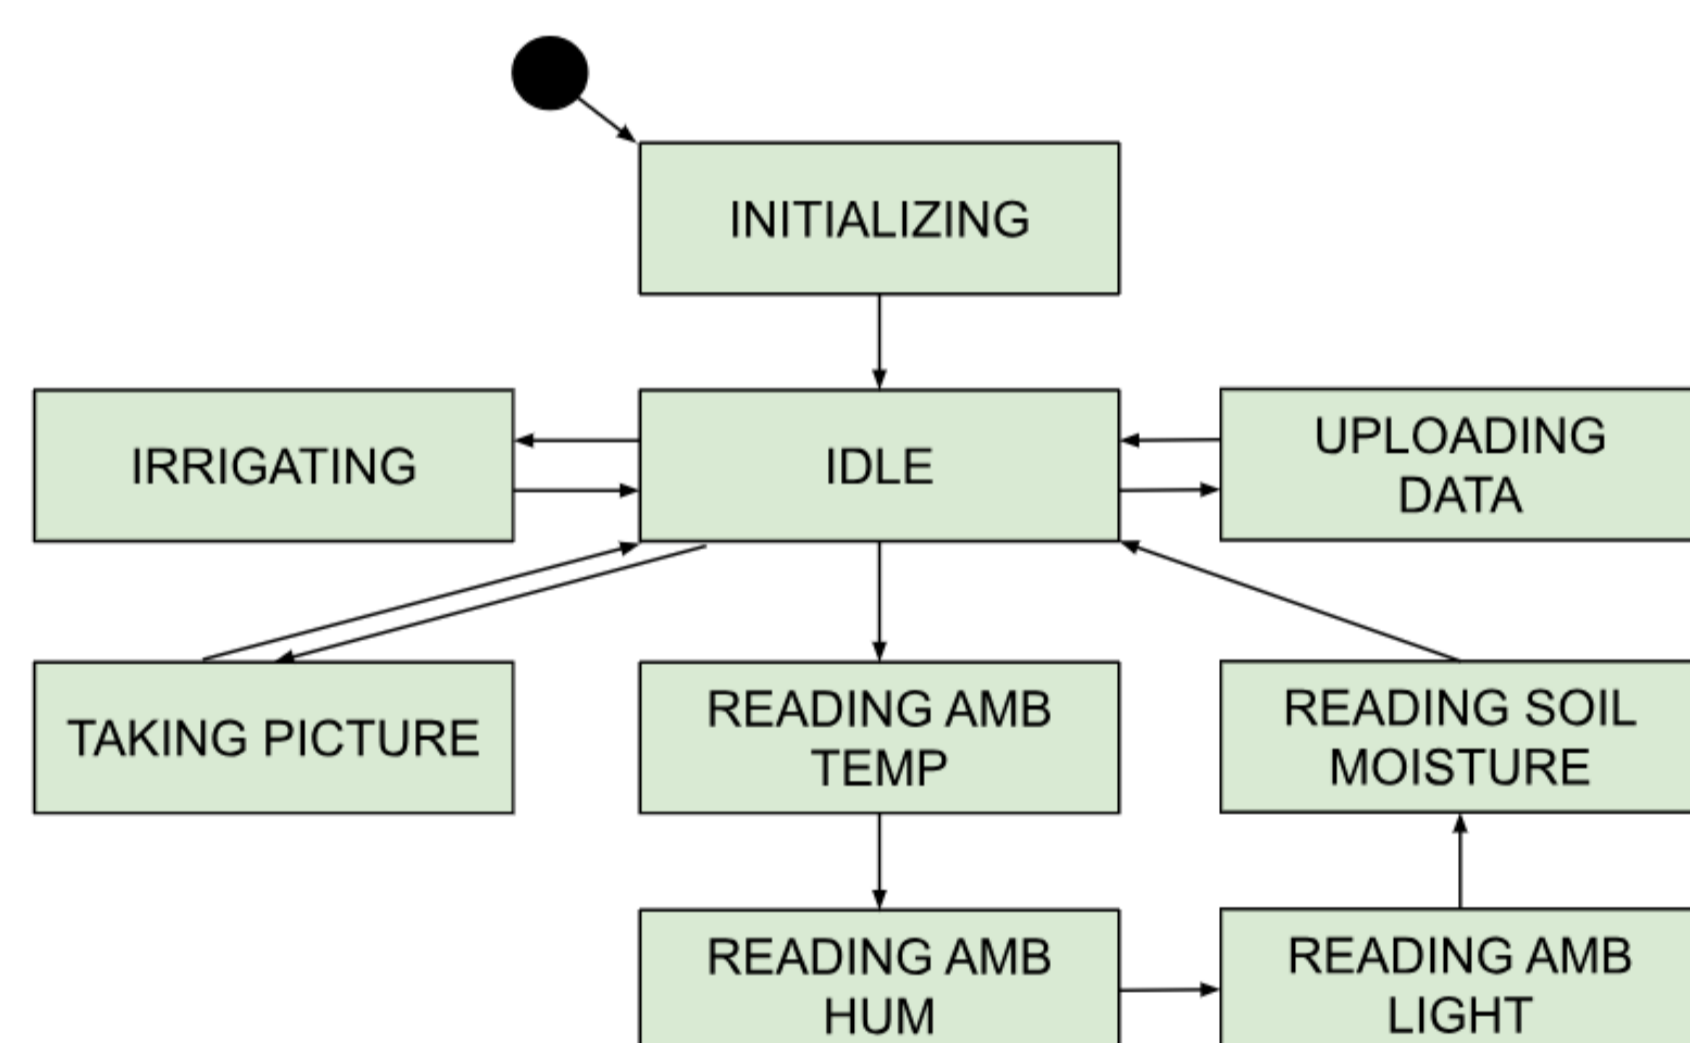 INITIALIZING
IRRIGATING
IDLE
UPLOADING
DATA
TAKING PICTURE
READING AMB
TEMP
READING SOIL
MOISTURE
READING AMB
HUM
READING AMB
LIGHT